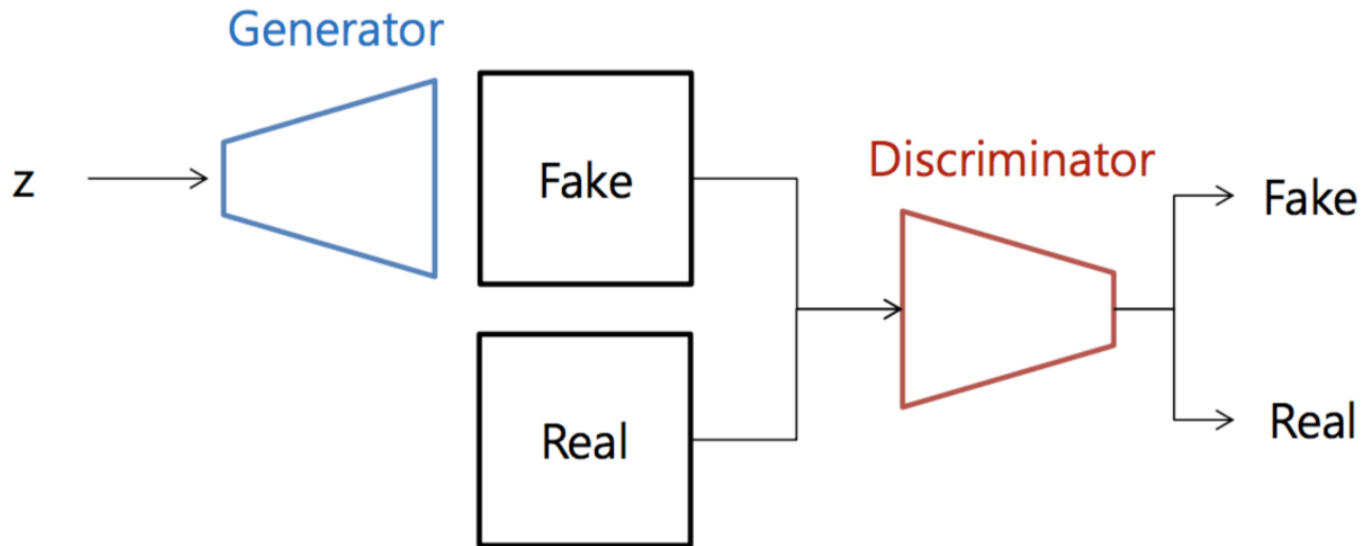 Generator
z
Fake
Discriminator
Fake
Real
Real